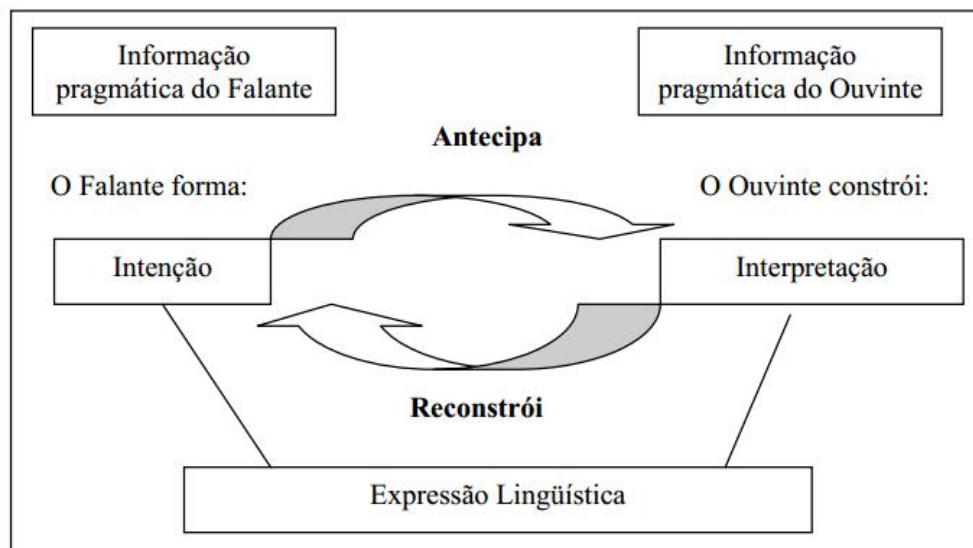 Informação
pragmática do Falante
Informação
pragmática do Ouvinte
Antecipa
O Falante forma:
O Ouvinte constrói:
Intenção
Interpretação
Reconstrói
Expressão Lingüística